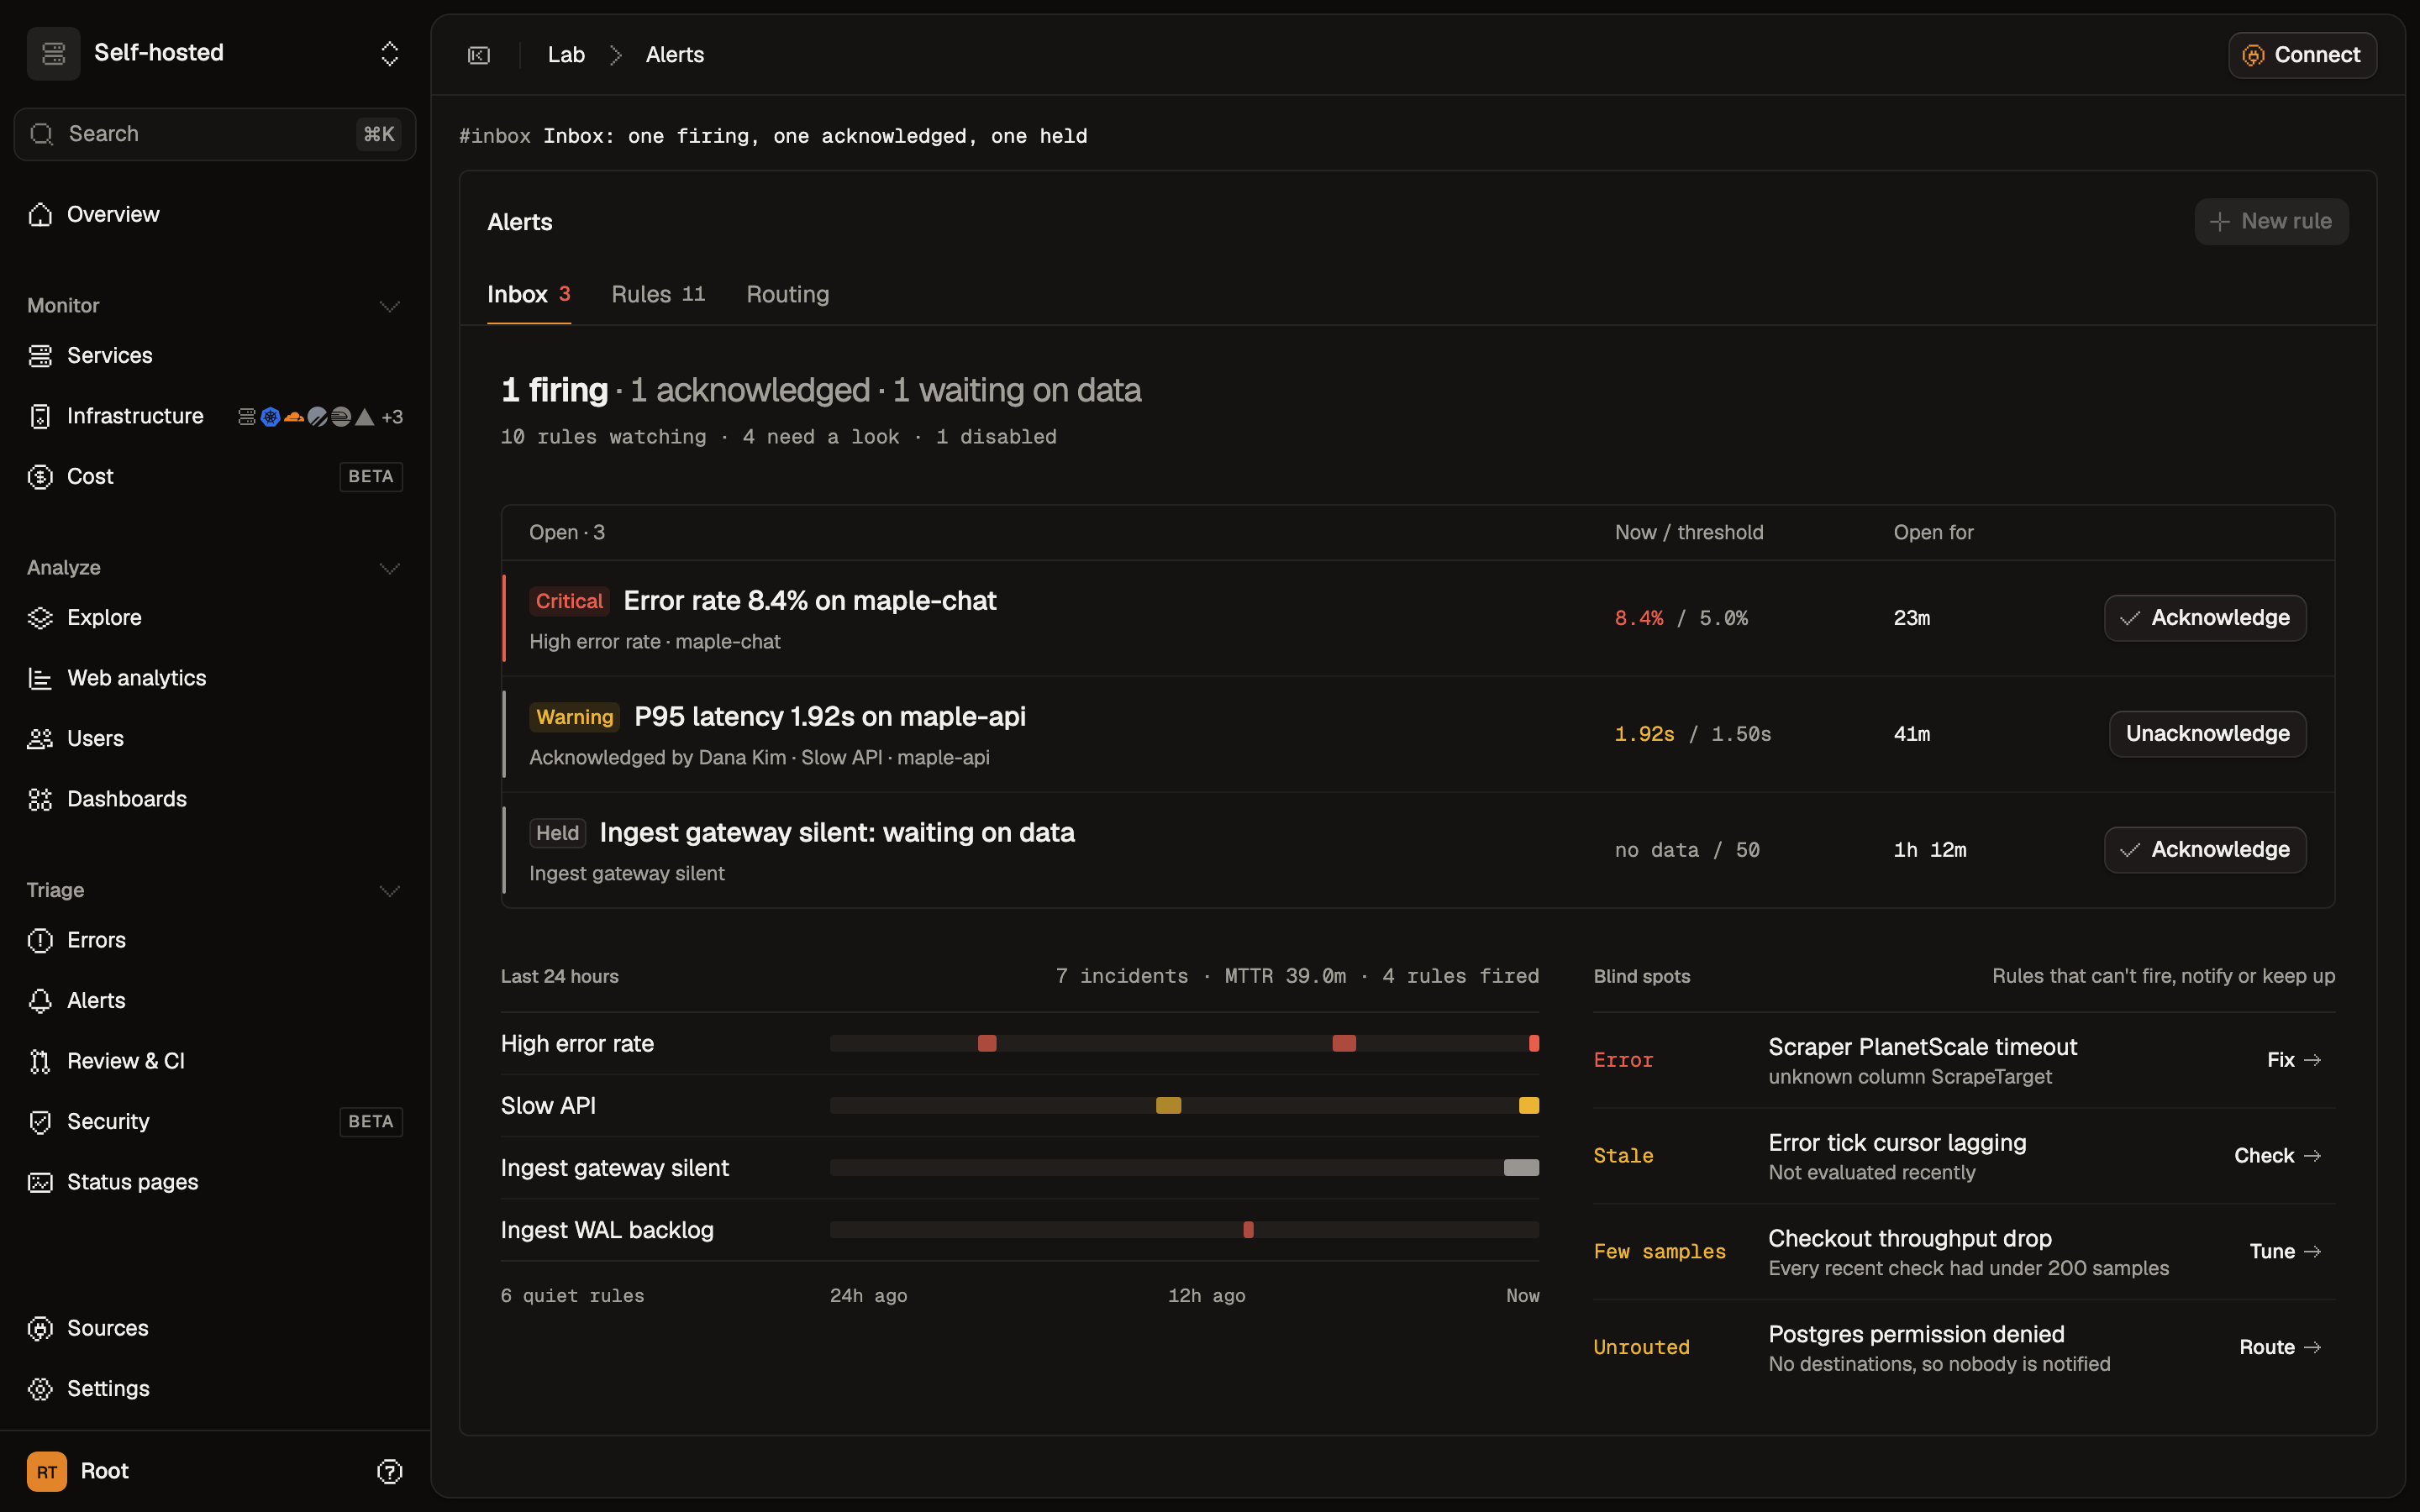 Self-hosted
Search ⌘K
Overview
Monitor
Services
Infrastructure +3
Cost BETA
Analyze
Explore
Web analytics
Users
Dashboards
Triage
Errors
Alerts
Review & CI
Security BETA
Status pages
Sources
Settings
RT Root
Lab Alerts
Connect
#inbox Inbox: one firing, one acknowledged, one held
Alerts
New rule
Inbox 3 Rules 11 Routing
1 firing · 1 acknowledged · 1 waiting on data
10 rules watching · 4 need a look · 1 disabled
Open · 3 Now / threshold Open for
Critical Error rate 8.4% on maple-chat
High error rate · maple-chat
8.4% / 5.0% 23m Acknowledge
Warning P95 latency 1.92s on maple-api
Acknowledged by Dana Kim · Slow API · maple-api
1.92s / 1.50s 41m Unacknowledge
Held Ingest gateway silent: waiting on data
Ingest gateway silent
no data / 50 1h 12m Acknowledge
Last 24 hours 7 incidents · MTTR 39.0m · 4 rules fired
High error rate
Slow API
Ingest gateway silent
Ingest WAL backlog
6 quiet rules 24h ago 12h ago Now
Blind spots Rules that can't fire, notify or keep up
Error Scraper PlanetScale timeout Fix →
unknown column ScrapeTarget
Stale Error tick cursor lagging Check →
Not evaluated recently
Few samples Checkout throughput drop Tune →
Every recent check had under 200 samples
Unrouted Postgres permission denied Route →
No destinations, so nobody is notified